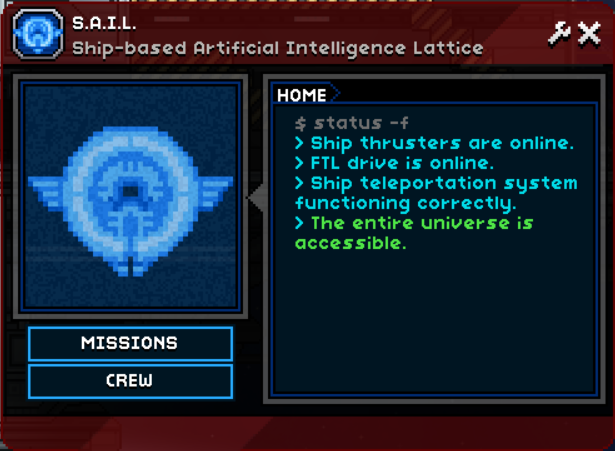 S.A.I.L.
Ship-based Artificial Intelligence Lattice
HOME
$ status -f
> Ship thrusters are online.
> FTL drive is online.
> Ship teleportation system
functioning correctly.
> The entire universe is
accessible.
MISSIONS
CREW